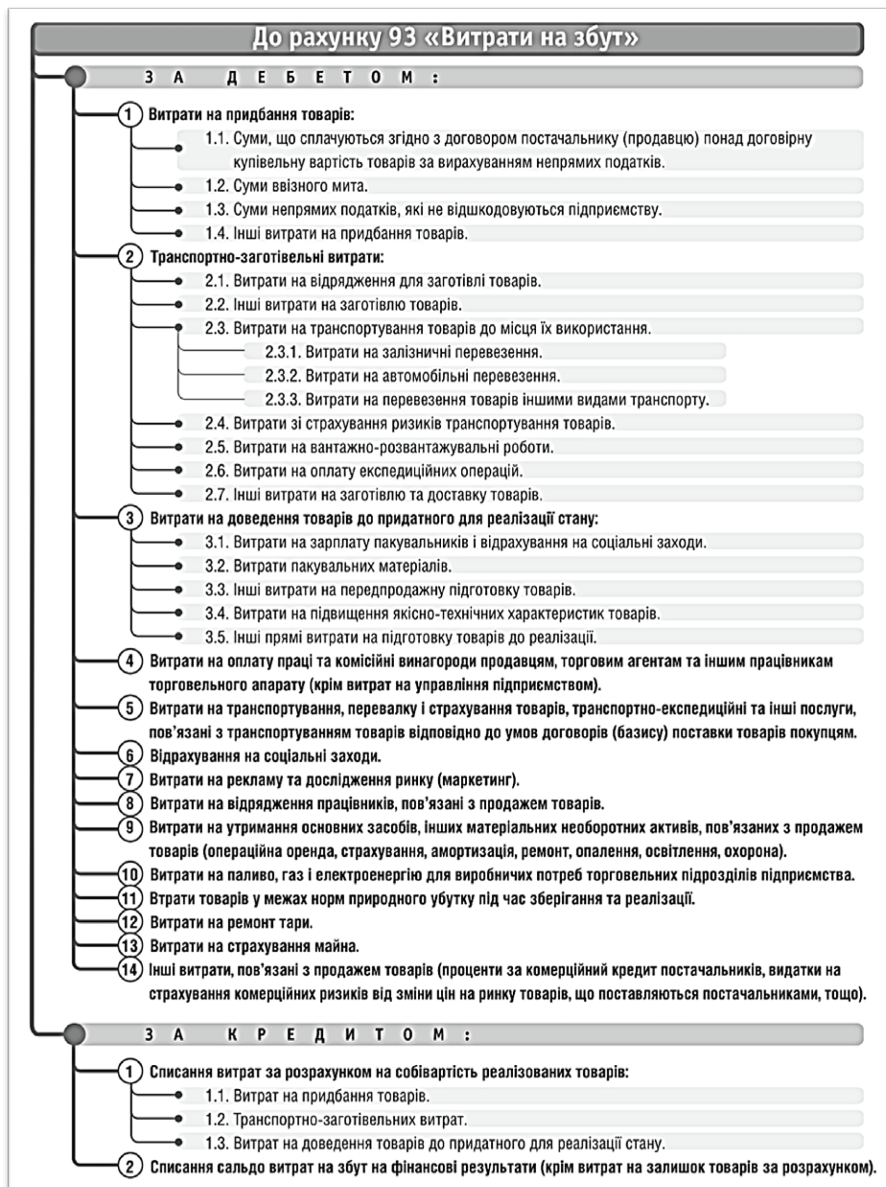 До рахунку 93 «Витрати на збут»
ЗА ДЕБЕТОМ:
1 Витрати на придбання товарів:
1.1. Суми, що сплачуються згідно з договором постачальнику (продавцю) понад договірну
купівельну вартість товарів за вирахуванням непрямих податків.
1.2. Суми ввізного мита.
1.3. Суми непрямих податків, які не відшкодовуються підприємству.
1.4. Інші витрати на придбання товарів.
2 Транспортно-заготівельні витрати:
2.1. Витрати на відрядження для заготівлі товарів.
2.2. Інші витрати на заготівлю товарів.
2.3. Витрати на транспортування товарів до місця їх використання.
2.3.1. Витрати на залізничні перевезення.
2.3.2. Витрати на автомобільні перевезення.
2.3.3. Витрати на перевезення товарів іншими видами транспорту.
2.4. Витрати зі страхування ризиків транспортування товарів.
2.5. Витрати на вантажно-розвантажувальні роботи.
2.6. Витрати на оплату експедиційних операцій.
2.7. Інші витрати на заготівлю та доставку товарів.
3 Витрати на доведення товарів до придатного для реалізації стану:
3.1. Витрати на зарплату пакувальників і відрахування на соціальні заходи.
3.2. Витрати пакувальних матеріалів.
3.3. Інші витрати на передпродажну підготовку товарів.
3.4. Витрати на підвищення якісно-технічних характеристик товарів.
3.5. Інші прямі витрати на підготовку товарів до реалізації.
4 Витрати на оплату праці та комісійні винагороди продавцям, торговим агентам та іншим працівникам
торговельного апарату (крім витрат на управління підприємством).
5 Витрати на транспортування, перевалку і страхування товарів, транспортно-експедиційні та інші послуги,
пов’язані з транспортуванням товарів відповідно до умов договорів (базису) поставки товарів покупцям.
6 Відрахування на соціальні заходи.
7 Витрати на рекламу та дослідження ринку (маркетинг).
8 Витрати на відрядження працівників, пов’язані з продажем товарів.
9 Витрати на утримання основних засобів, інших матеріальних необоротних активів, пов’язаних з продажем
товарів (операційна оренда, страхування, амортизація, ремонт, опалення, освітлення, охорона).
10 Витрати на паливо, газ і електроенергію для виробничих потреб торговельних підрозділів підприємства.
11 Втрати товарів у межах норм природного убутку під час зберігання та реалізації.
12 Витрати на ремонт тари.
13 Витрати на страхування майна.
14 Інші витрати, пов’язані з продажем товарів (проценти за комерційний кредит постачальників, видатки на
страхування комерційних ризиків від зміни цін на ринку товарів, що поставляються постачальниками, тощо).
ЗА КРЕДИТОМ:
1 Списання витрат за розрахунком на собівартість реалізованих товарів:
1.1. Витрат на придбання товарів.
1.2. Транспортно-заготівельних витрат.
1.3. Витрат на доведення товарів до придатного для реалізації стану.
2 Списання сальдо витрат на збут на фінансові результати (крім витрат на залишок товарів за розрахунком).